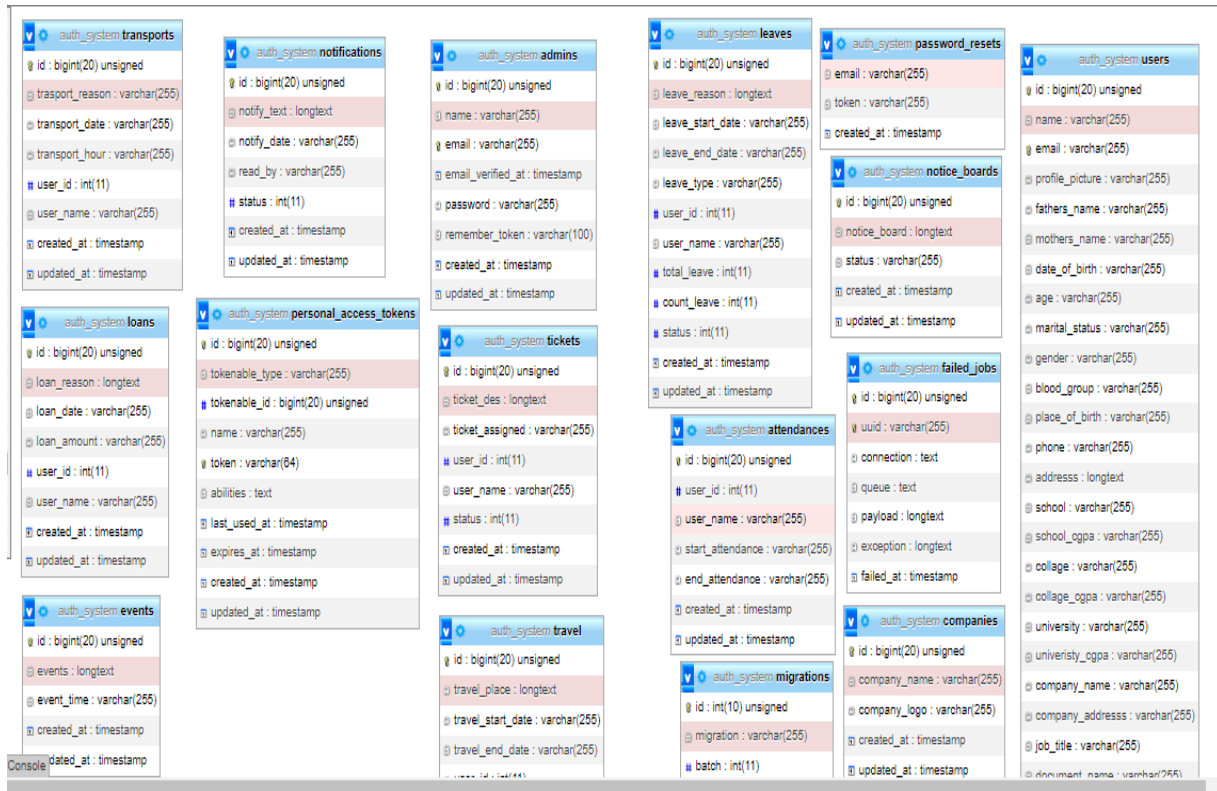 auth_system transports
id : bigint(20) unsigned
trasport_reason : varchar(255)
transport_date : varchar(255)
transport_hour : varchar(255)
user_id : int(11)
user_name : varchar(255)
created_at : timestamp
updated_at : timestamp
auth_system loans
id : bigint(20) unsigned
loan_reason : longtext
loan_date : varchar(255)
loan_amount : varchar(255)
user_id : int(11)
user_name : varchar(255)
created_at : timestamp
updated_at : timestamp
auth_system events
id : bigint(20) unsigned
events : longtext
event_time : varchar(255)
created_at : timestamp
dated_at : timestamp
Console
auth_system notifications
id : bigint(20) unsigned
notify_text : longtext
notify_date : varchar(255)
read_by : varchar(255)
status : int(11)
created_at : timestamp
updated_at : timestamp
auth_system personal_access_tokens
id : bigint(20) unsigned
tokenable_type : varchar(255)
tokenable_id : bigint(20) unsigned
name : varchar(255)
token : varchar(64)
abilities : text
last_used_at : timestamp
expires_at : timestamp
created_at : timestamp
updated_at : timestamp
auth_system admins
id : bigint(20) unsigned
name : varchar(255)
email : varchar(255)
email_verified_at : timestamp
password : varchar(255)
remember_token : varchar(100)
created_at : timestamp
updated_at : timestamp
auth_system tickets
id : bigint(20) unsigned
ticket_des : longtext
ticket_assigned : varchar(255)
user_id : int(11)
user_name : varchar(255)
status : int(11)
created_at : timestamp
updated_at : timestamp
auth_system travel
id : bigint(20) unsigned
travel_place : longtext
travel_start_date : varchar(255)
travel_end_date : varchar(255)
user_id : int(11)
auth_system leaves
id : bigint(20) unsigned
leave_reason : longtext
leave_start_date : varchar(255)
leave_end_date : varchar(255)
leave_type : varchar(255)
user_id : int(11)
user_name : varchar(255)
total_leave : int(11)
count_leave : int(11)
status : int(11)
created_at : timestamp
updated_at : timestamp
auth_system attendances
id : bigint(20) unsigned
user_id : int(11)
user_name : varchar(255)
start_attendance : varchar(255)
end_attendance : varchar(255)
created_at : timestamp
updated_at : timestamp
auth_system migrations
id : int(10) unsigned
migration : varchar(255)
batch : int(11)
auth_system password_resets
email : varchar(255)
token : varchar(255)
created_at : timestamp
auth_system notice_boards
id : bigint(20) unsigned
notice_board : longtext
status : varchar(255)
created_at : timestamp
updated_at : timestamp
auth_system failed_jobs
id : bigint(20) unsigned
uuid : varchar(255)
connection : text
queue : text
payload : longtext
exception : longtext
failed_at : timestamp
auth_system companies
id : bigint(20) unsigned
company_name : varchar(255)
company_logo : varchar(255)
created_at : timestamp
updated_at : timestamp
auth_system users
id : bigint(20) unsigned
name : varchar(255)
email : varchar(255)
profile_picture : varchar(255)
fathers_name : varchar(255)
mothers_name : varchar(255)
date_of_birth : varchar(255)
age : varchar(255)
marital_status : varchar(255)
gender : varchar(255)
blood_group : varchar(255)
place_of_birth : varchar(255)
phone : varchar(255)
addresss : longtext
school : varchar(255)
school_cgpa : varchar(255)
collage : varchar(255)
collage_cgpa : varchar(255)
university : varchar(255)
univeristy_cgpa : varchar(255)
company_name : varchar(255)
company_addresss : varchar(255)
job_title : varchar(255)
document_name : varchar(255)